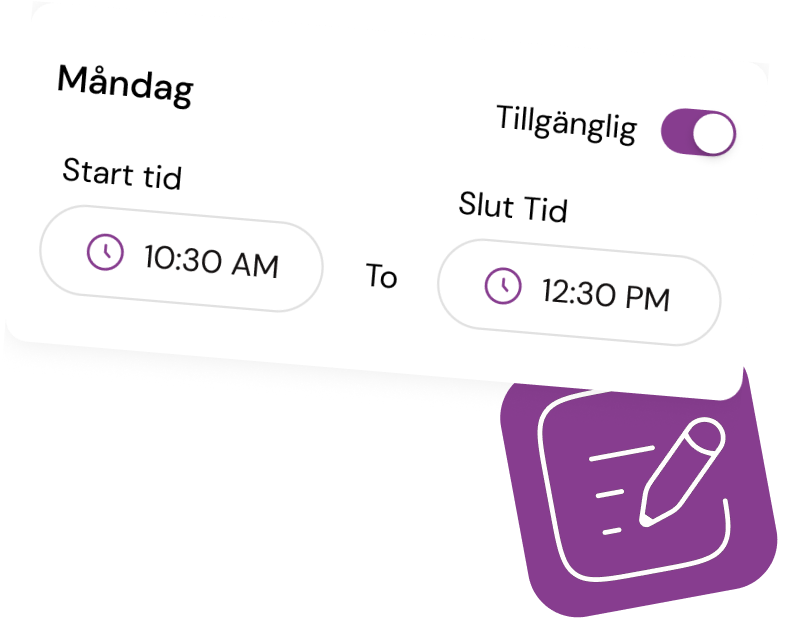 Måndag
Tillgänglig
Start tid
Slut Tid
10:30 AM
To
12:30 PM